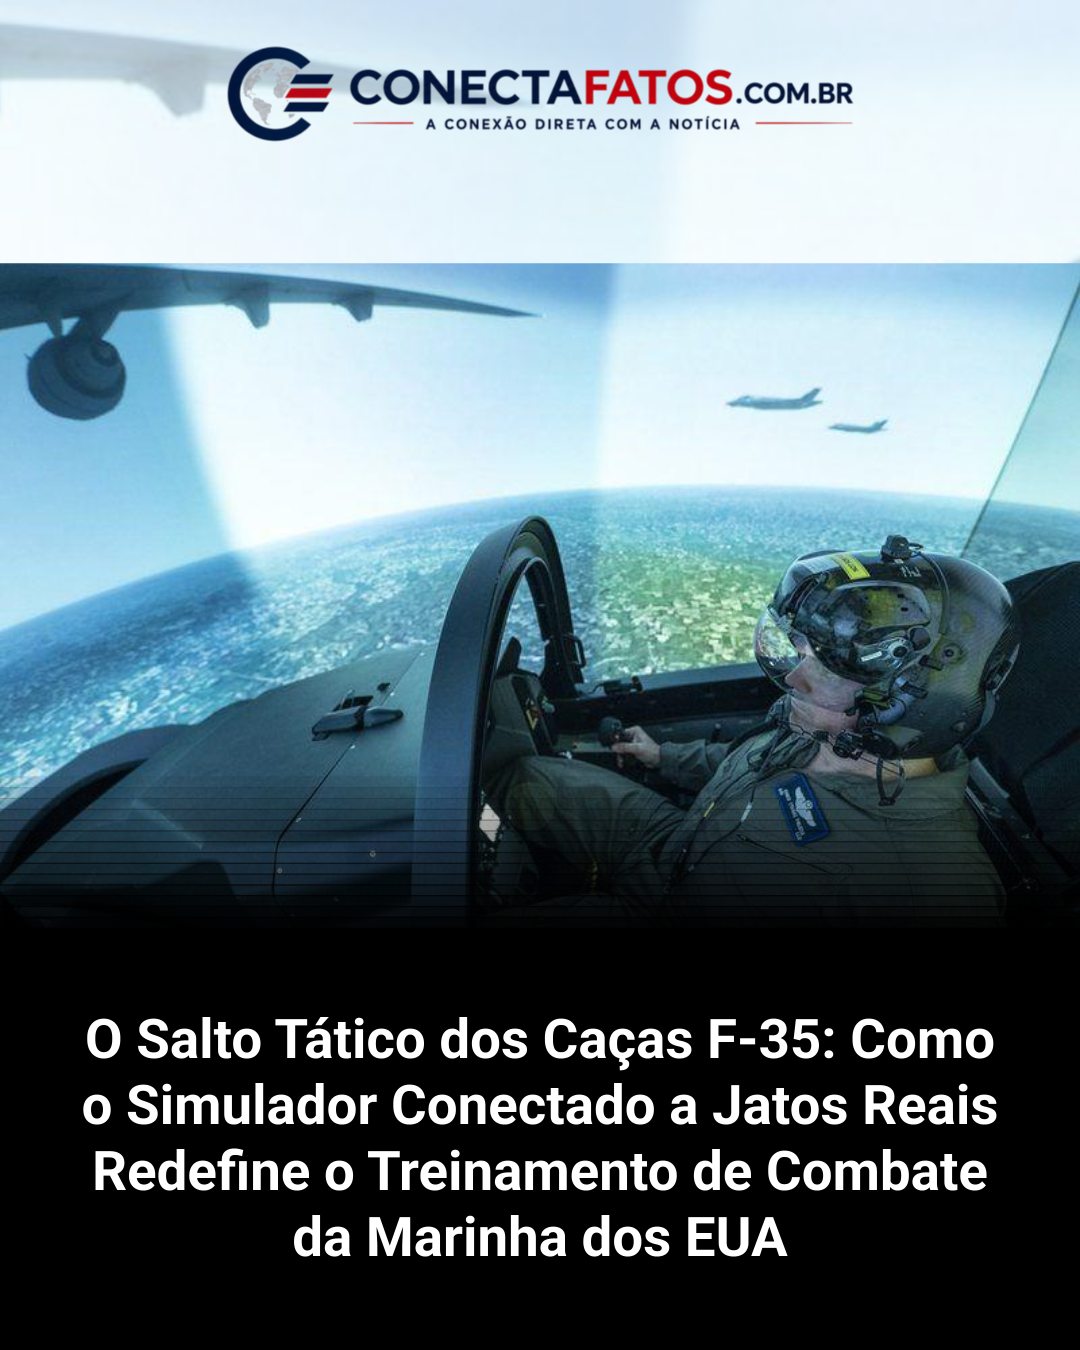 CONECTAFATOS.COM.BR
A CONEXÃO DIRETA COM A NOTÍCIA
O Salto Tático dos Caças F-35: Como
o Simulador Conectado a Jatos Reais
Redefine o Treinamento de Combate
da Marinha dos EUA